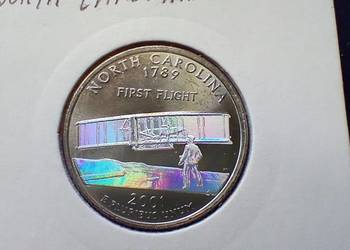 NORTH CAROLINA
1789
FIRST FLIGHT
2001
E PLURIBUS UNUM